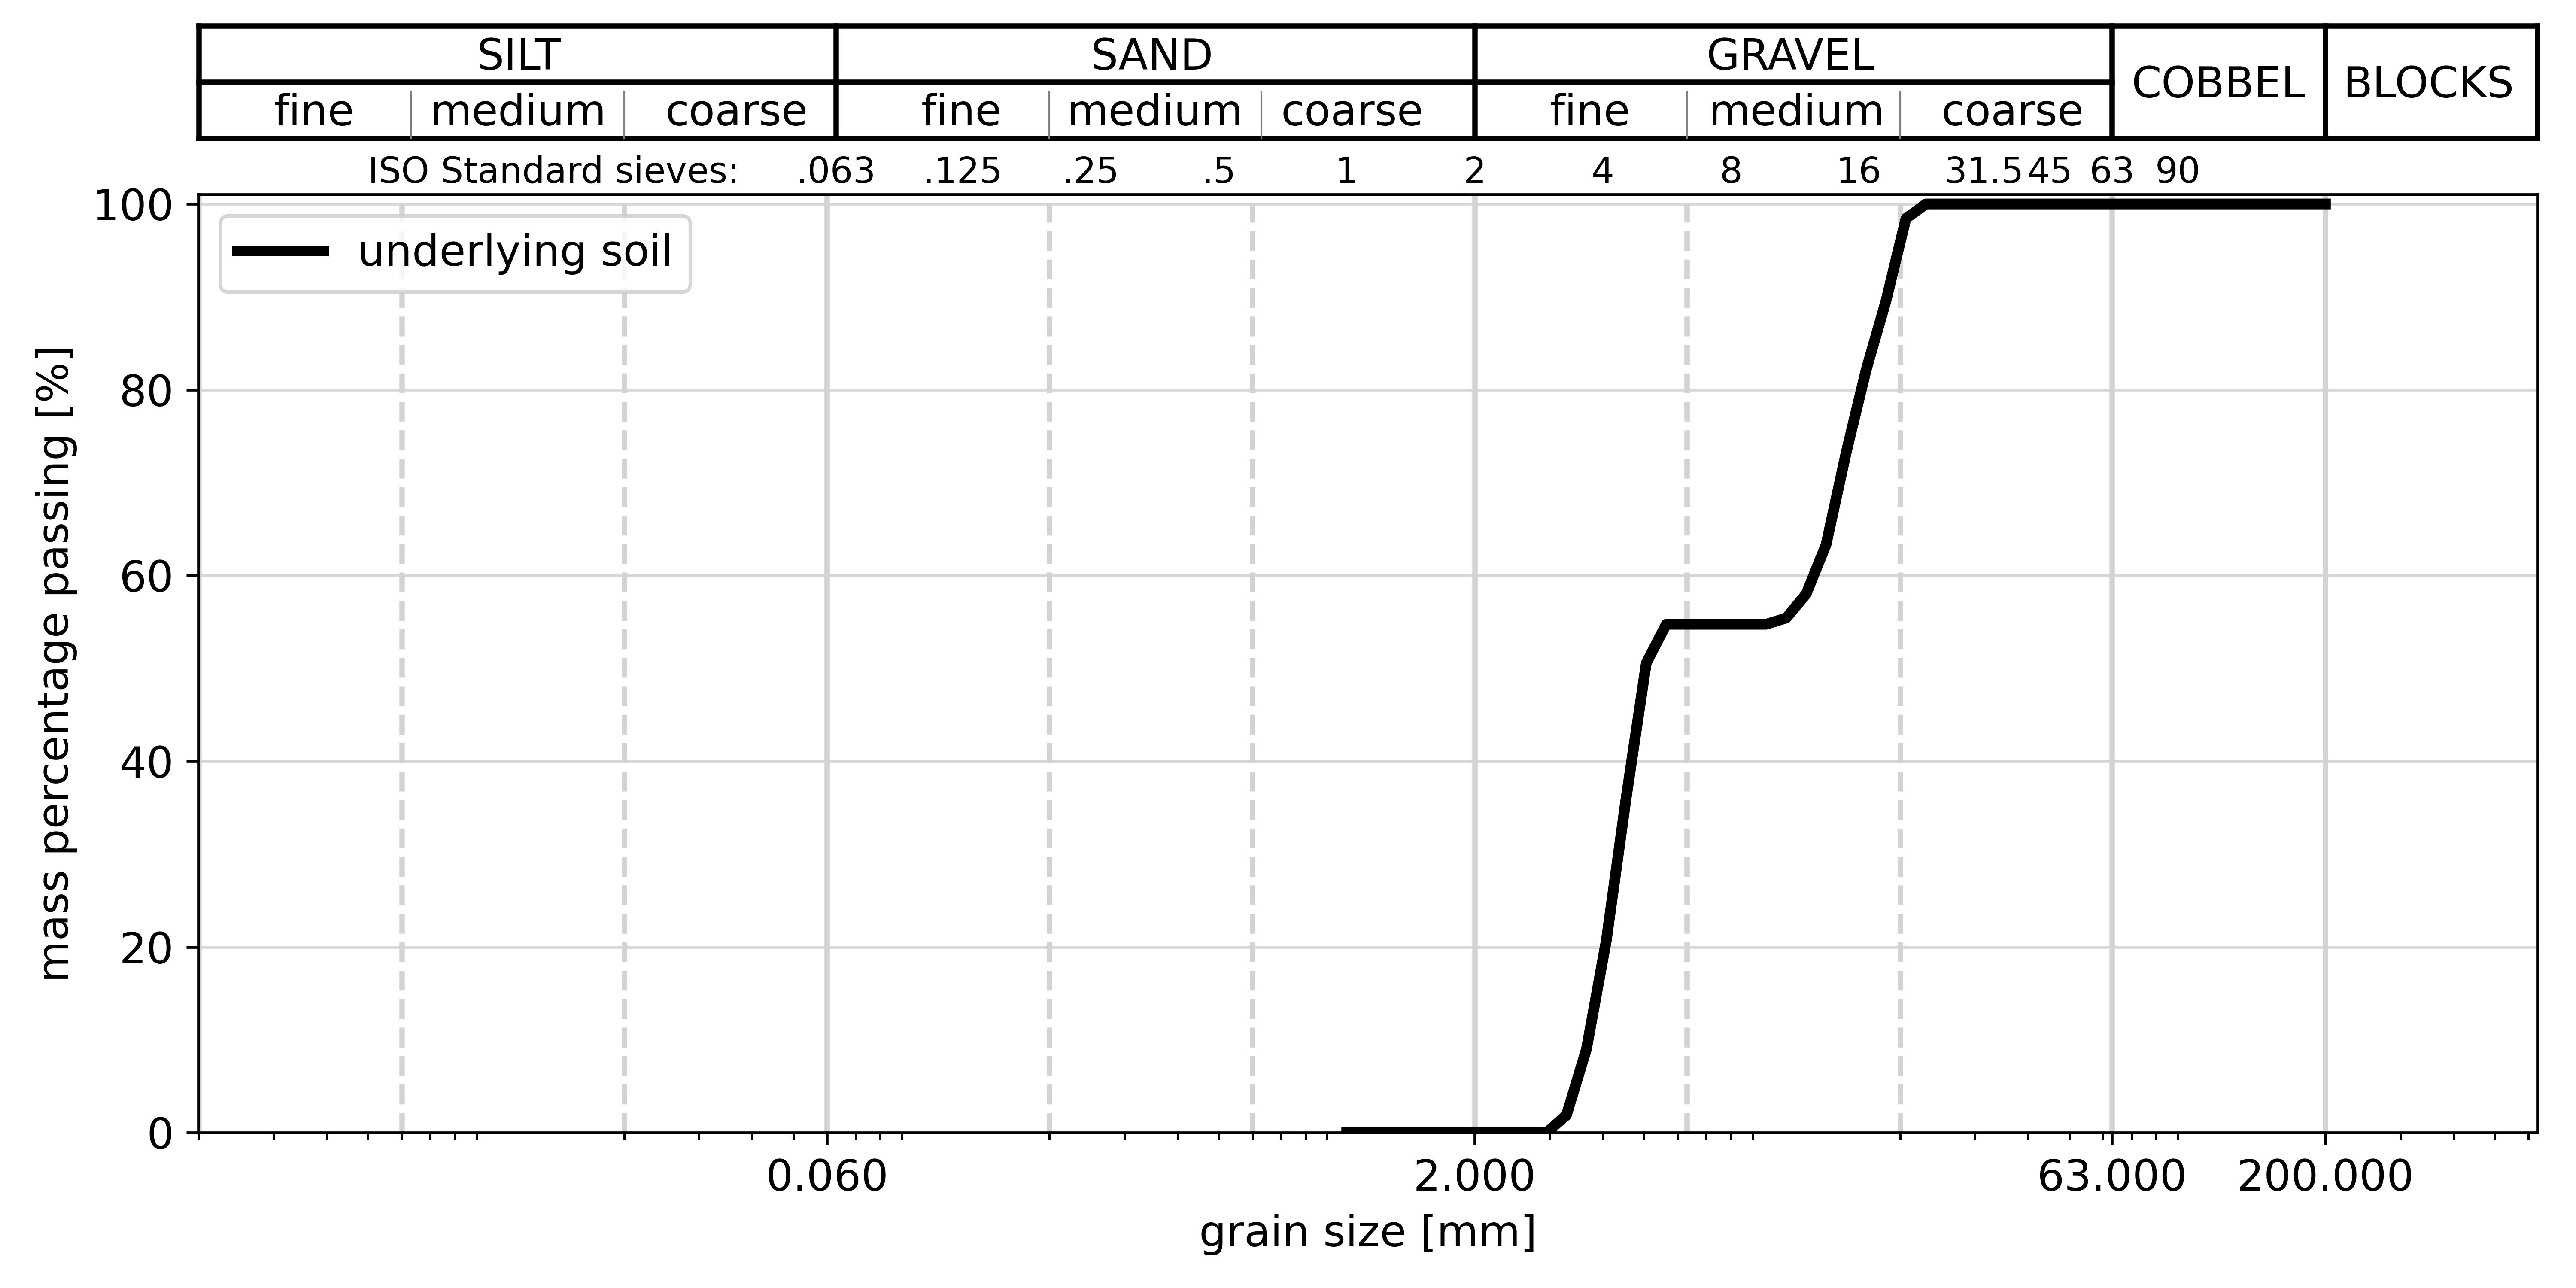 SILT SAND GRAVEL COBBEL BLOCKS
fine medium coarse fine medium coarse fine medium coarse
ISO Standard sieves: .063 .125 .25 .5 1 2 4 8 16 31.5 45 63 90
underlying soil
100
80
60
40
20
0
mass percentage passing [%]
0.060 2.000 63.000 200.000
grain size [mm]